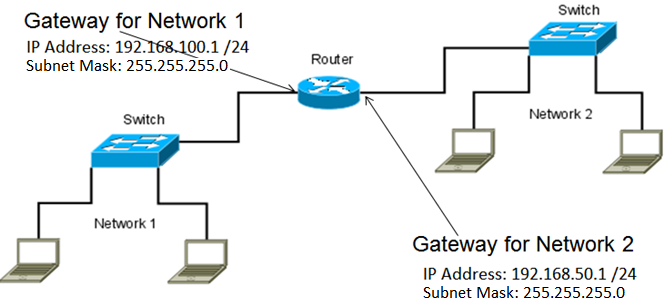 Gateway for Network 1
IP Address: 192.168.100.1 /24
Subnet Mask: 255.255.255.0
Switch
Router
Switch
Network 2
Network 1
Gateway for Network 2
IP Address: 192.168.50.1 /24
Subnet Mask: 255.255.255.0